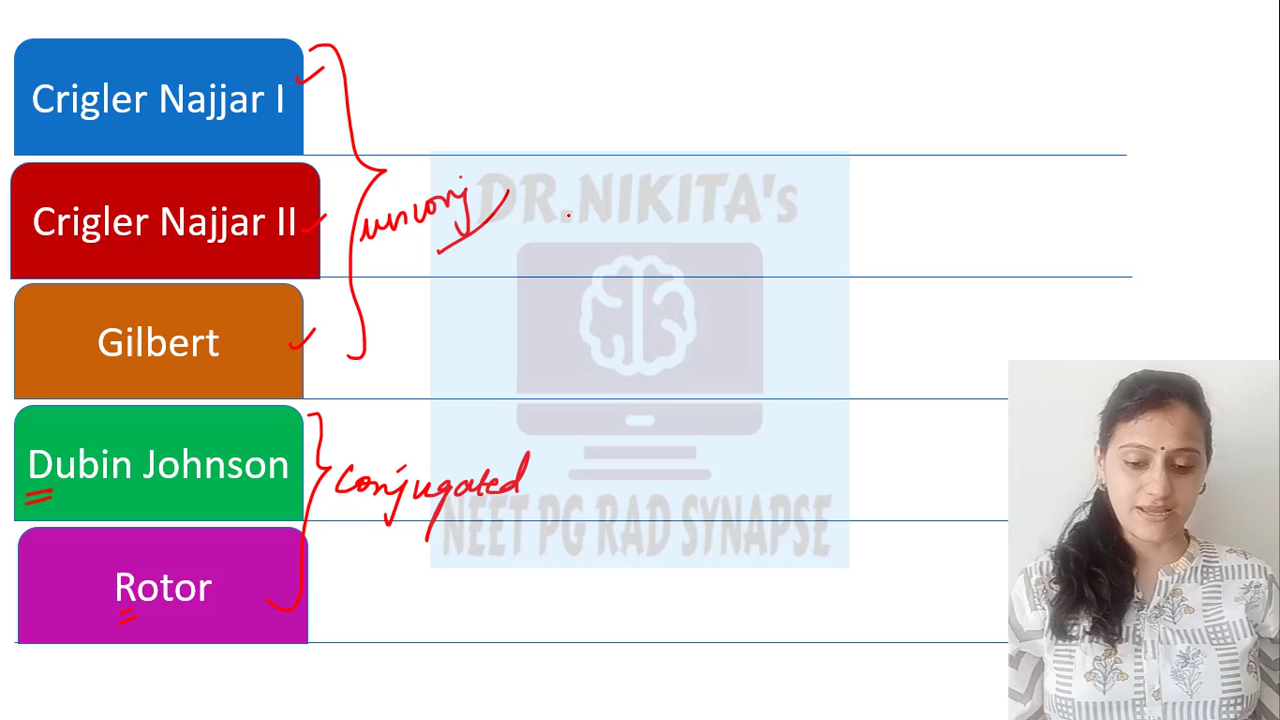 Crigler Najjar I
Crigler Najjar II
unconj
DR.NIKITA's
Gilbert
Dubin Johnson
conjugated
NEET PG RAD SYNAPSE
Rotor